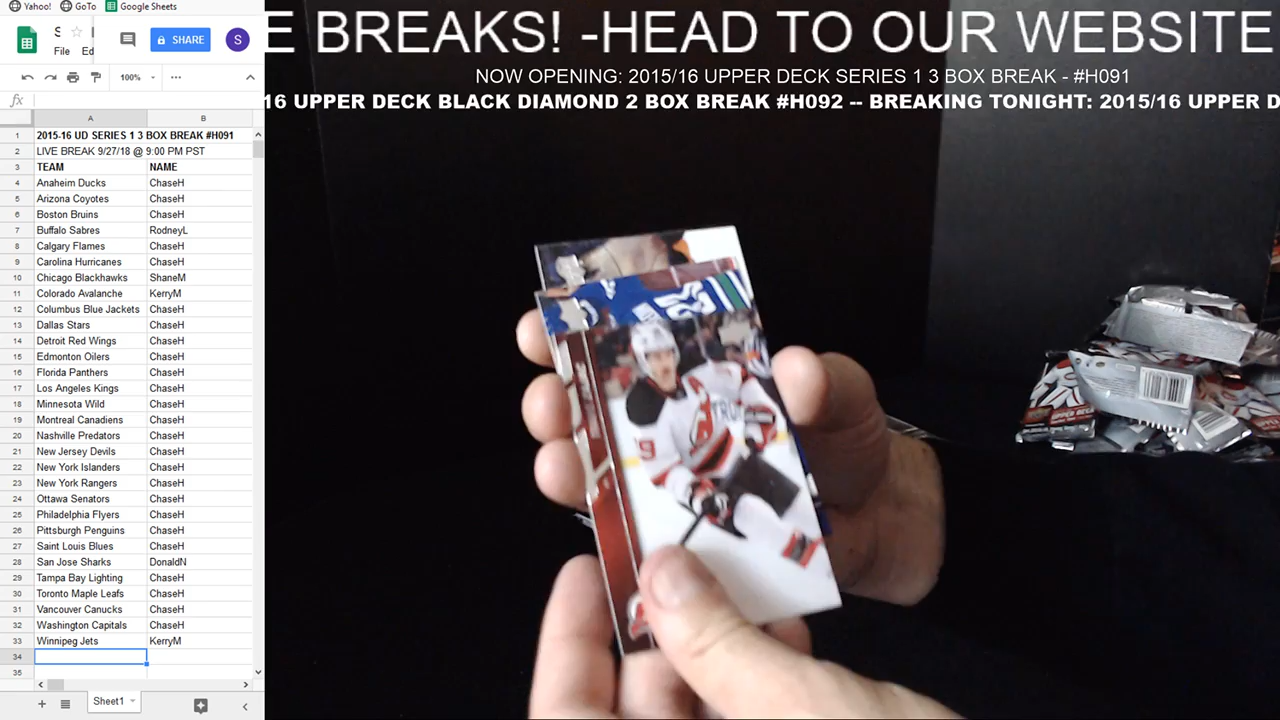 Yahoo!
GoTo
Google Sheets
S
File
Ed
SHARE
S
100%
fx
A
B
1 2015-16 UD SERIES 1 3 BOX BREAK #H091
2 LIVE BREAK 9/27/18 @ 9:00 PM PST
3 TEAM NAME
4 Anaheim Ducks ChaseH
5 Arizona Coyotes ChaseH
6 Boston Bruins ChaseH
7 Buffalo Sabres RodneyL
8 Calgary Flames ChaseH
9 Carolina Hurricanes ChaseH
10 Chicago Blackhawks ShaneM
11 Colorado Avalanche KerryM
12 Columbus Blue Jackets ChaseH
13 Dallas Stars ChaseH
14 Detroit Red Wings ChaseH
15 Edmonton Oilers ChaseH
16 Florida Panthers ChaseH
17 Los Angeles Kings ChaseH
18 Minnesota Wild ChaseH
19 Montreal Canadiens ChaseH
20 Nashville Predators ChaseH
21 New Jersey Devils ChaseH
22 New York Islanders ChaseH
23 New York Rangers ChaseH
24 Ottawa Senators ChaseH
25 Philadelphia Flyers ChaseH
26 Pittsburgh Penguins ChaseH
27 Saint Louis Blues ChaseH
28 San Jose Sharks DonaldN
29 Tampa Bay Lighting ChaseH
30 Toronto Maple Leafs ChaseH
31 Vancouver Canucks ChaseH
32 Washington Capitals ChaseH
33 Winnipeg Jets KerryM
34
35
Sheet1
E BREAKS! -HEAD TO OUR WEBSITE
NOW OPENING: 2015/16 UPPER DECK SERIES 1 3 BOX BREAK - #H091
16 UPPER DECK BLACK DIAMOND 2 BOX BREAK #H092 -- BREAKING TONIGHT: 2015/16 UPPER D